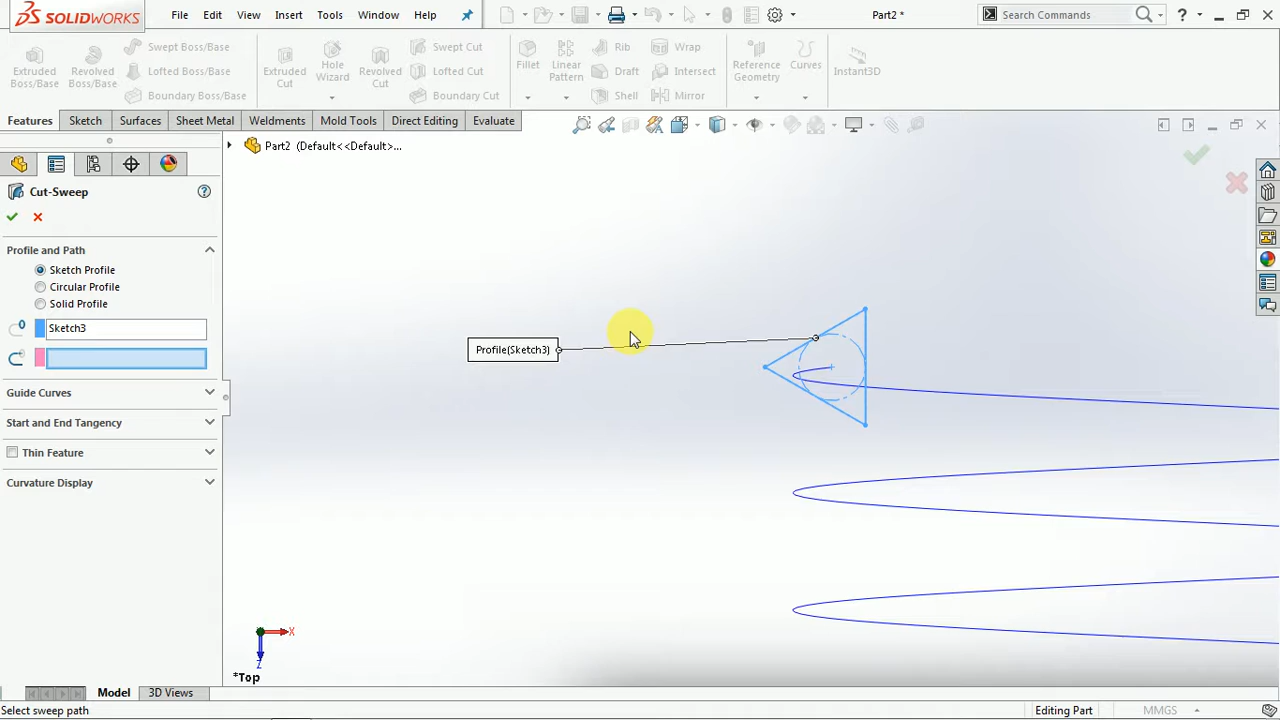 SOLIDWORKS File Edit View Insert Tools Window Help Part2 * Search Commands ?
Extruded Boss/Base
Revolved Boss/Base
Swept Boss/Base
Lofted Boss/Base
Boundary Boss/Base
Extruded Cut
Hole Wizard
Revolved Cut
Swept Cut
Lofted Cut
Boundary Cut
Fillet
Linear Pattern
Rib
Draft
Shell
Wrap
Intersect
Mirror
Reference Geometry
Curves
Instant3D
Features Sketch Surfaces Sheet Metal Weldments Mold Tools Direct Editing Evaluate
Part2 (Default<<Default>...
Cut-Sweep ?
Profile and Path
Sketch Profile
Circular Profile
Solid Profile
Sketch3
Guide Curves
Start and End Tangency
Thin Feature
Curvature Display
Profile(Sketch3)
X
Z
*Top
Model 3D Views
Select sweep path Editing Part MMGS